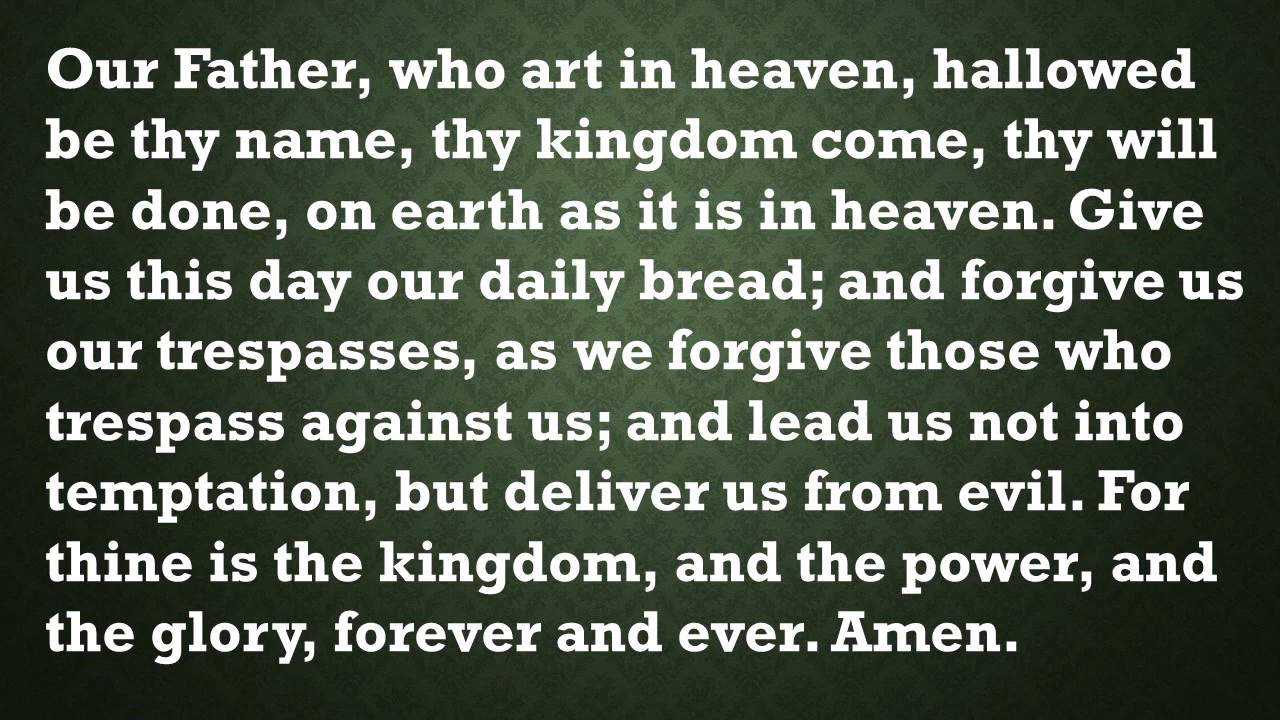 Our Father, who art in heaven, hallowed
be thy name, thy kingdom come, thy will
be done, on earth as it is in heaven. Give
us this day our daily bread; and forgive us
our trespasses, as we forgive those who
trespass against us; and lead us not into
temptation, but deliver us from evil. For
thine is the kingdom, and the power, and
the glory, forever and ever. Amen.